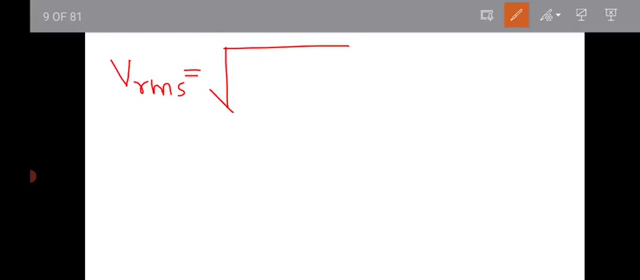 9 OF 81
Vrms = √